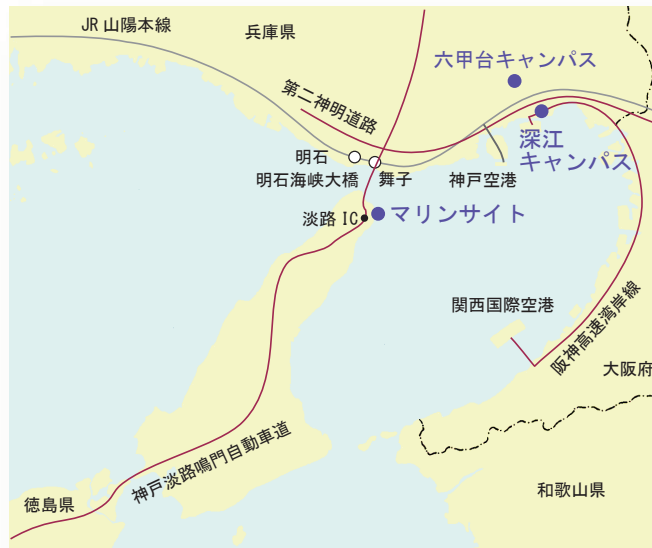 JR 山陽本線
兵庫県
六甲台キャンパス
第二神明道路
深江
キャンパス
明石
明石海峡大橋
舞子
神戸空港
淡路 IC
マリンサイト
関西国際空港
阪神高速湾岸線
大阪府
神戸淡路鳴門自動車道
徳島県
和歌山県